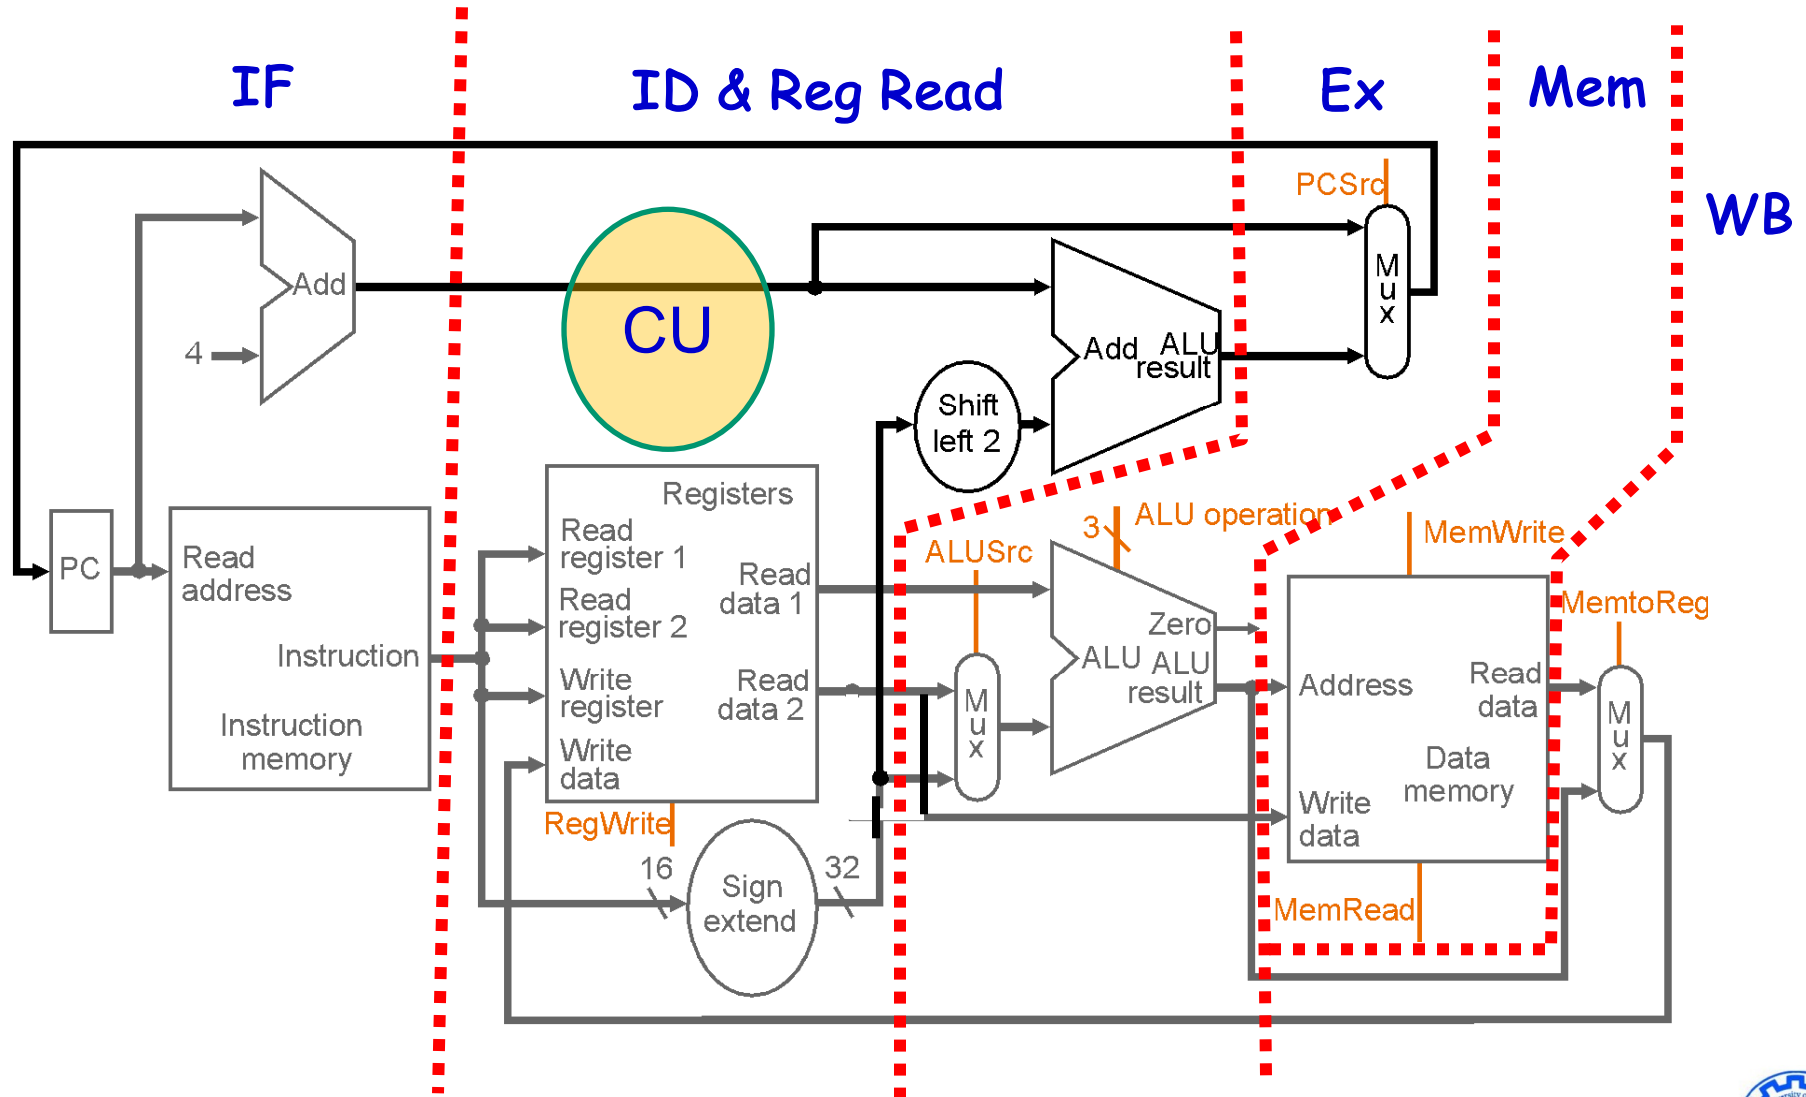 IF
ID & Reg Read
Ex
Mem
WB
PCSrc
Add
4
CU
M
u
x
Add
ALU
result
Shift
left 2
PC
Read
address
Instruction
Instruction
memory
Registers
Read
register 1
Read
register 2
Write
register
Write
data
Read
data 1
Read
data 2
RegWrite
16
Sign
extend
32
ALUSrc
3
ALU operation
M
u
x
Zero
ALU
ALU
result
MemWrite
Address
Read
data
Data
memory
Write
data
MemRead
MemtoReg
M
u
x